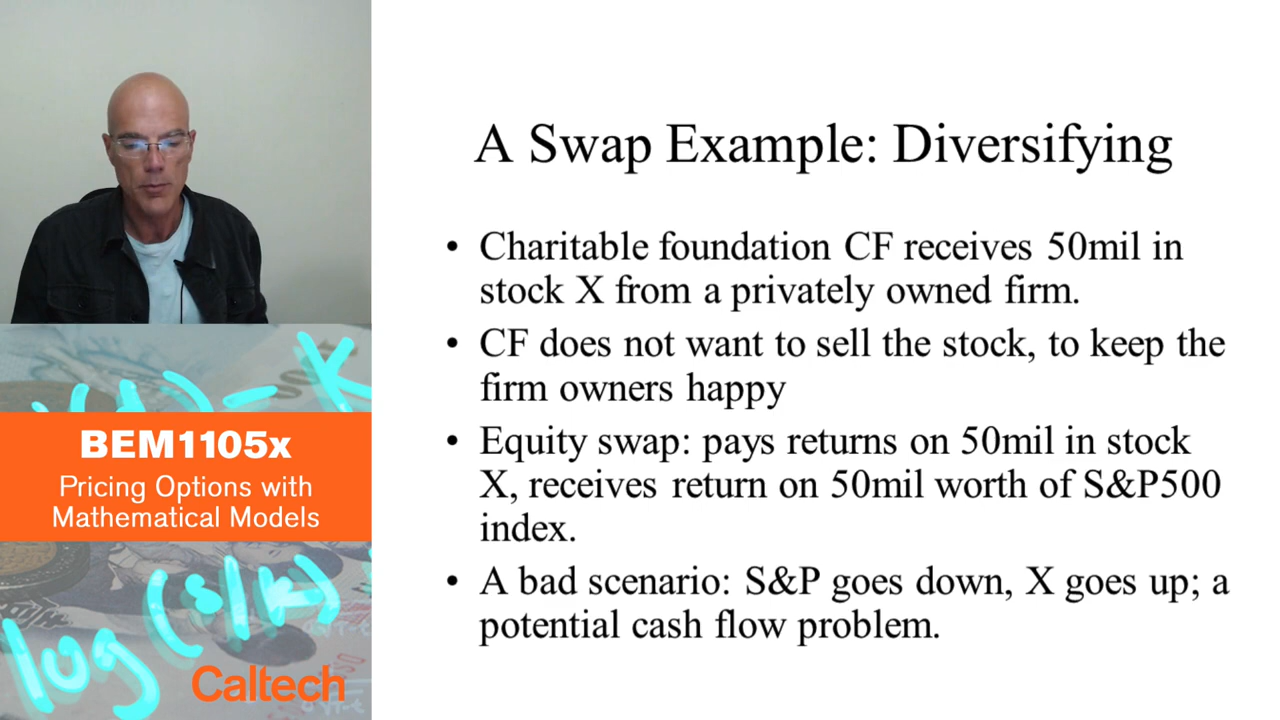 A Swap Example: Diversifying
• Charitable foundation CF receives 50mil in
stock X from a privately owned firm.
• CF does not want to sell the stock, to keep the
firm owners happy
• Equity swap: pays returns on 50mil in stock
X, receives return on 50mil worth of S&P500
index.
• A bad scenario: S&P goes down, X goes up; a
potential cash flow problem.
BEM1105x
Pricing Options with
Mathematical Models
log(s/k)
Caltech